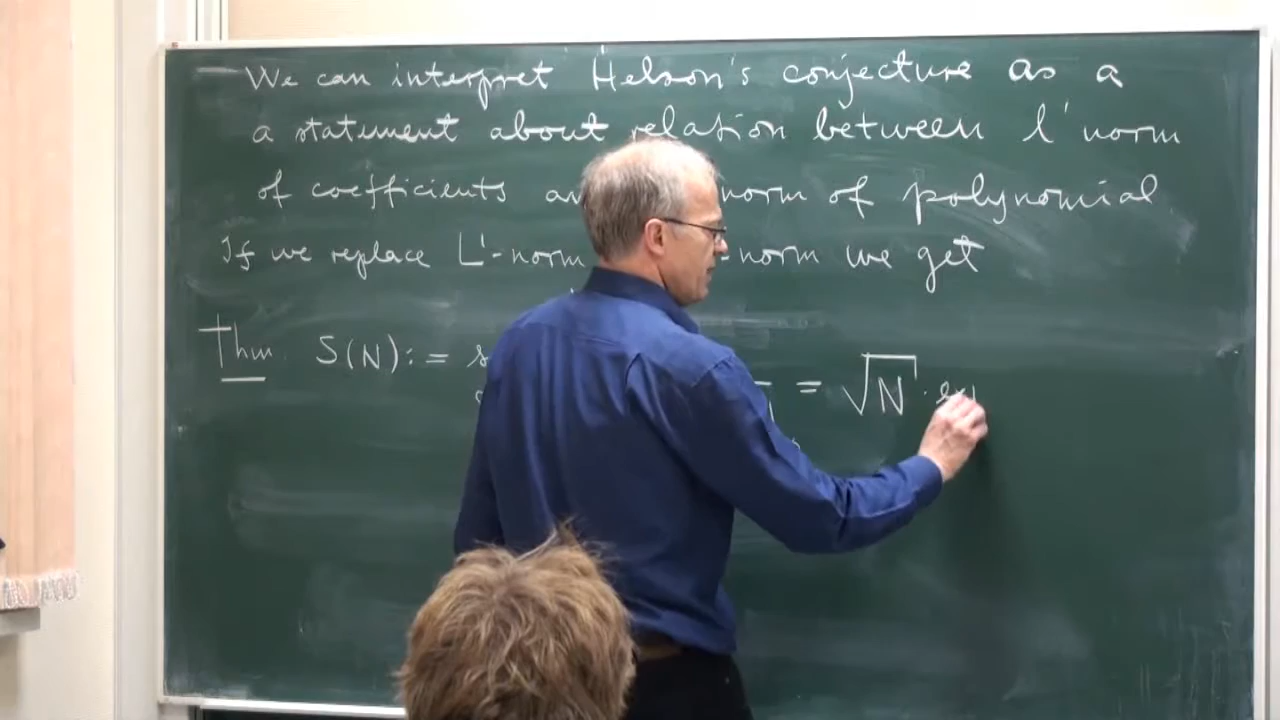 — We can interpret Helson's conjecture as a
a statement about relation between l¹ norm
of coefficients norm of polynomial
If we replace L¹-norm -norm we get
Thm. S(N) := = √N ·